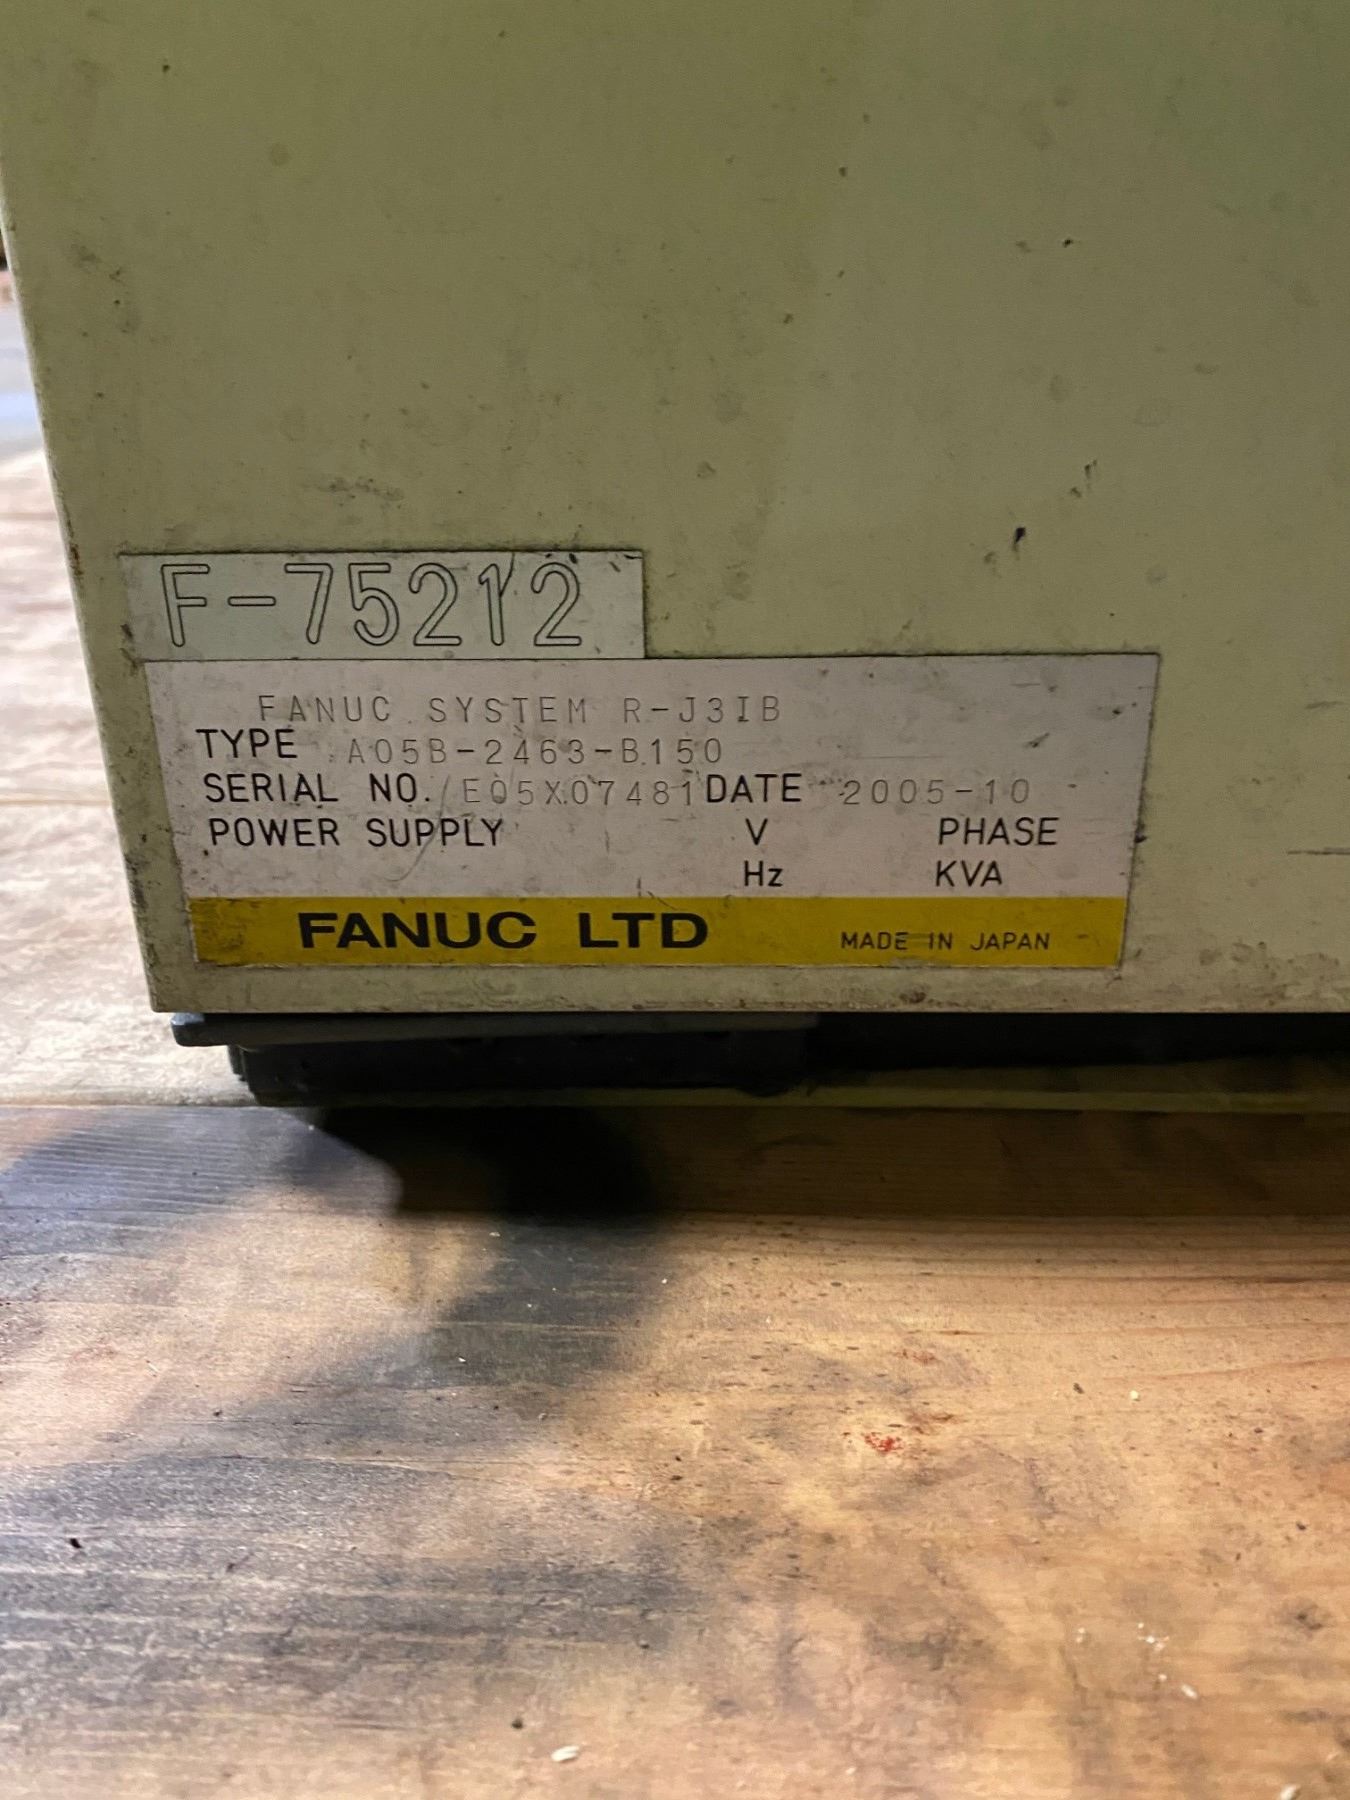 F-75212
FANUC SYSTEM R-J3IB
TYPE A05B-2463-B150
SERIAL NO. E05X07481 DATE 2005-10
POWER SUPPLY V PHASE
Hz KVA
FANUC LTD MADE IN JAPAN